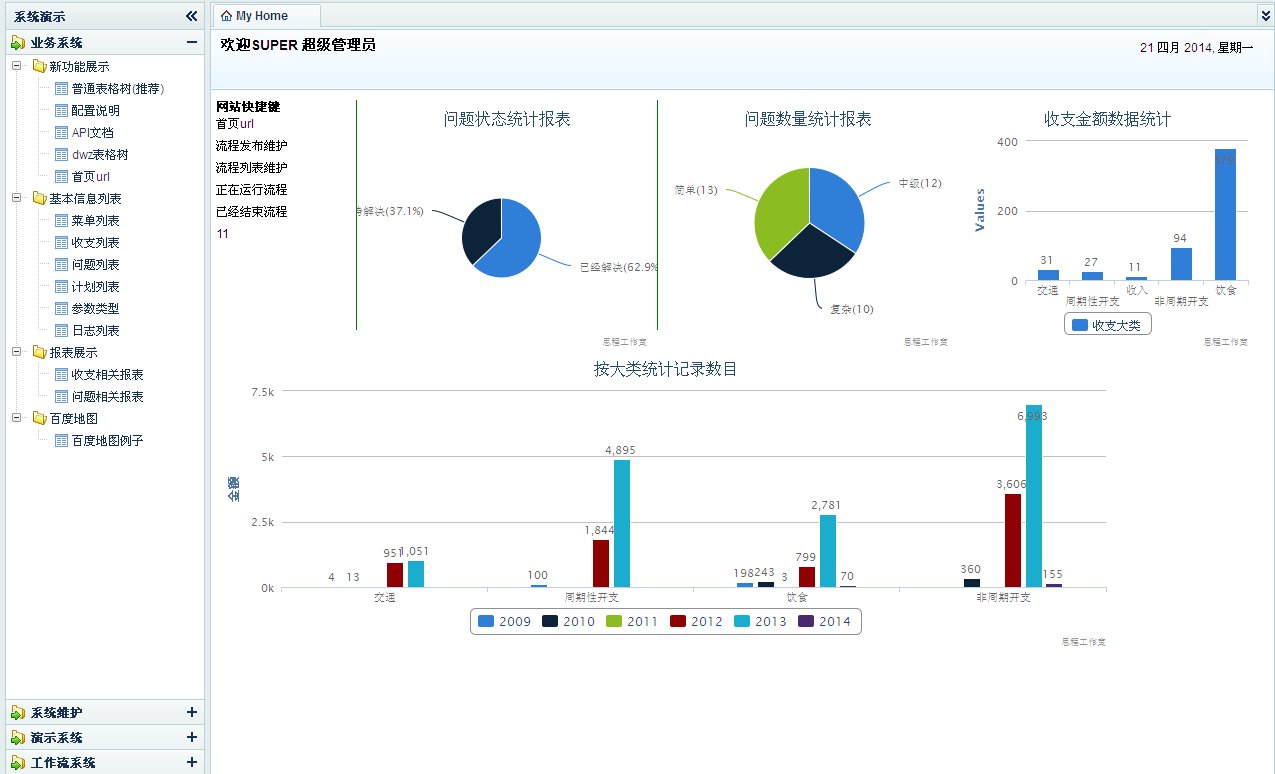 系统演示
业务系统
新功能展示
普通表格树(推荐)
配置说明
API文档
dwz表格树
首页url
基本信息列表
菜单列表
收支列表
问题列表
计划列表
参数类型
日志列表
报表展示
收支相关报表
问题相关报表
百度地图
百度地图例子
系统维护
演示系统
工作流系统
My Home
欢迎SUPER 超级管理员
21 四月 2014, 星期一
网站快捷键
首页url
流程发布维护
流程列表维护
正在运行流程
已经结束流程
11
问题状态统计报表
待解决(37.1%)
已经解决(62.9%
思程工作室
问题数量统计报表
简单(13)
中级(12)
复杂(10)
思程工作室
收支金额数据统计
Values
400
200
0
31
27
11
94
379
交通
周期性开支
收入
非周期开支
饮食
收支大类
思程工作室
按大类统计记录数目
金额
7.5k
5k
2.5k
0k
4
13
951
1,051
100
1,844
4,895
198
243
3
799
2,781
70
360
3,606
6,993
155
交通
周期性开支
饮食
非周期开支
2009
2010
2011
2012
2013
2014
思程工作室